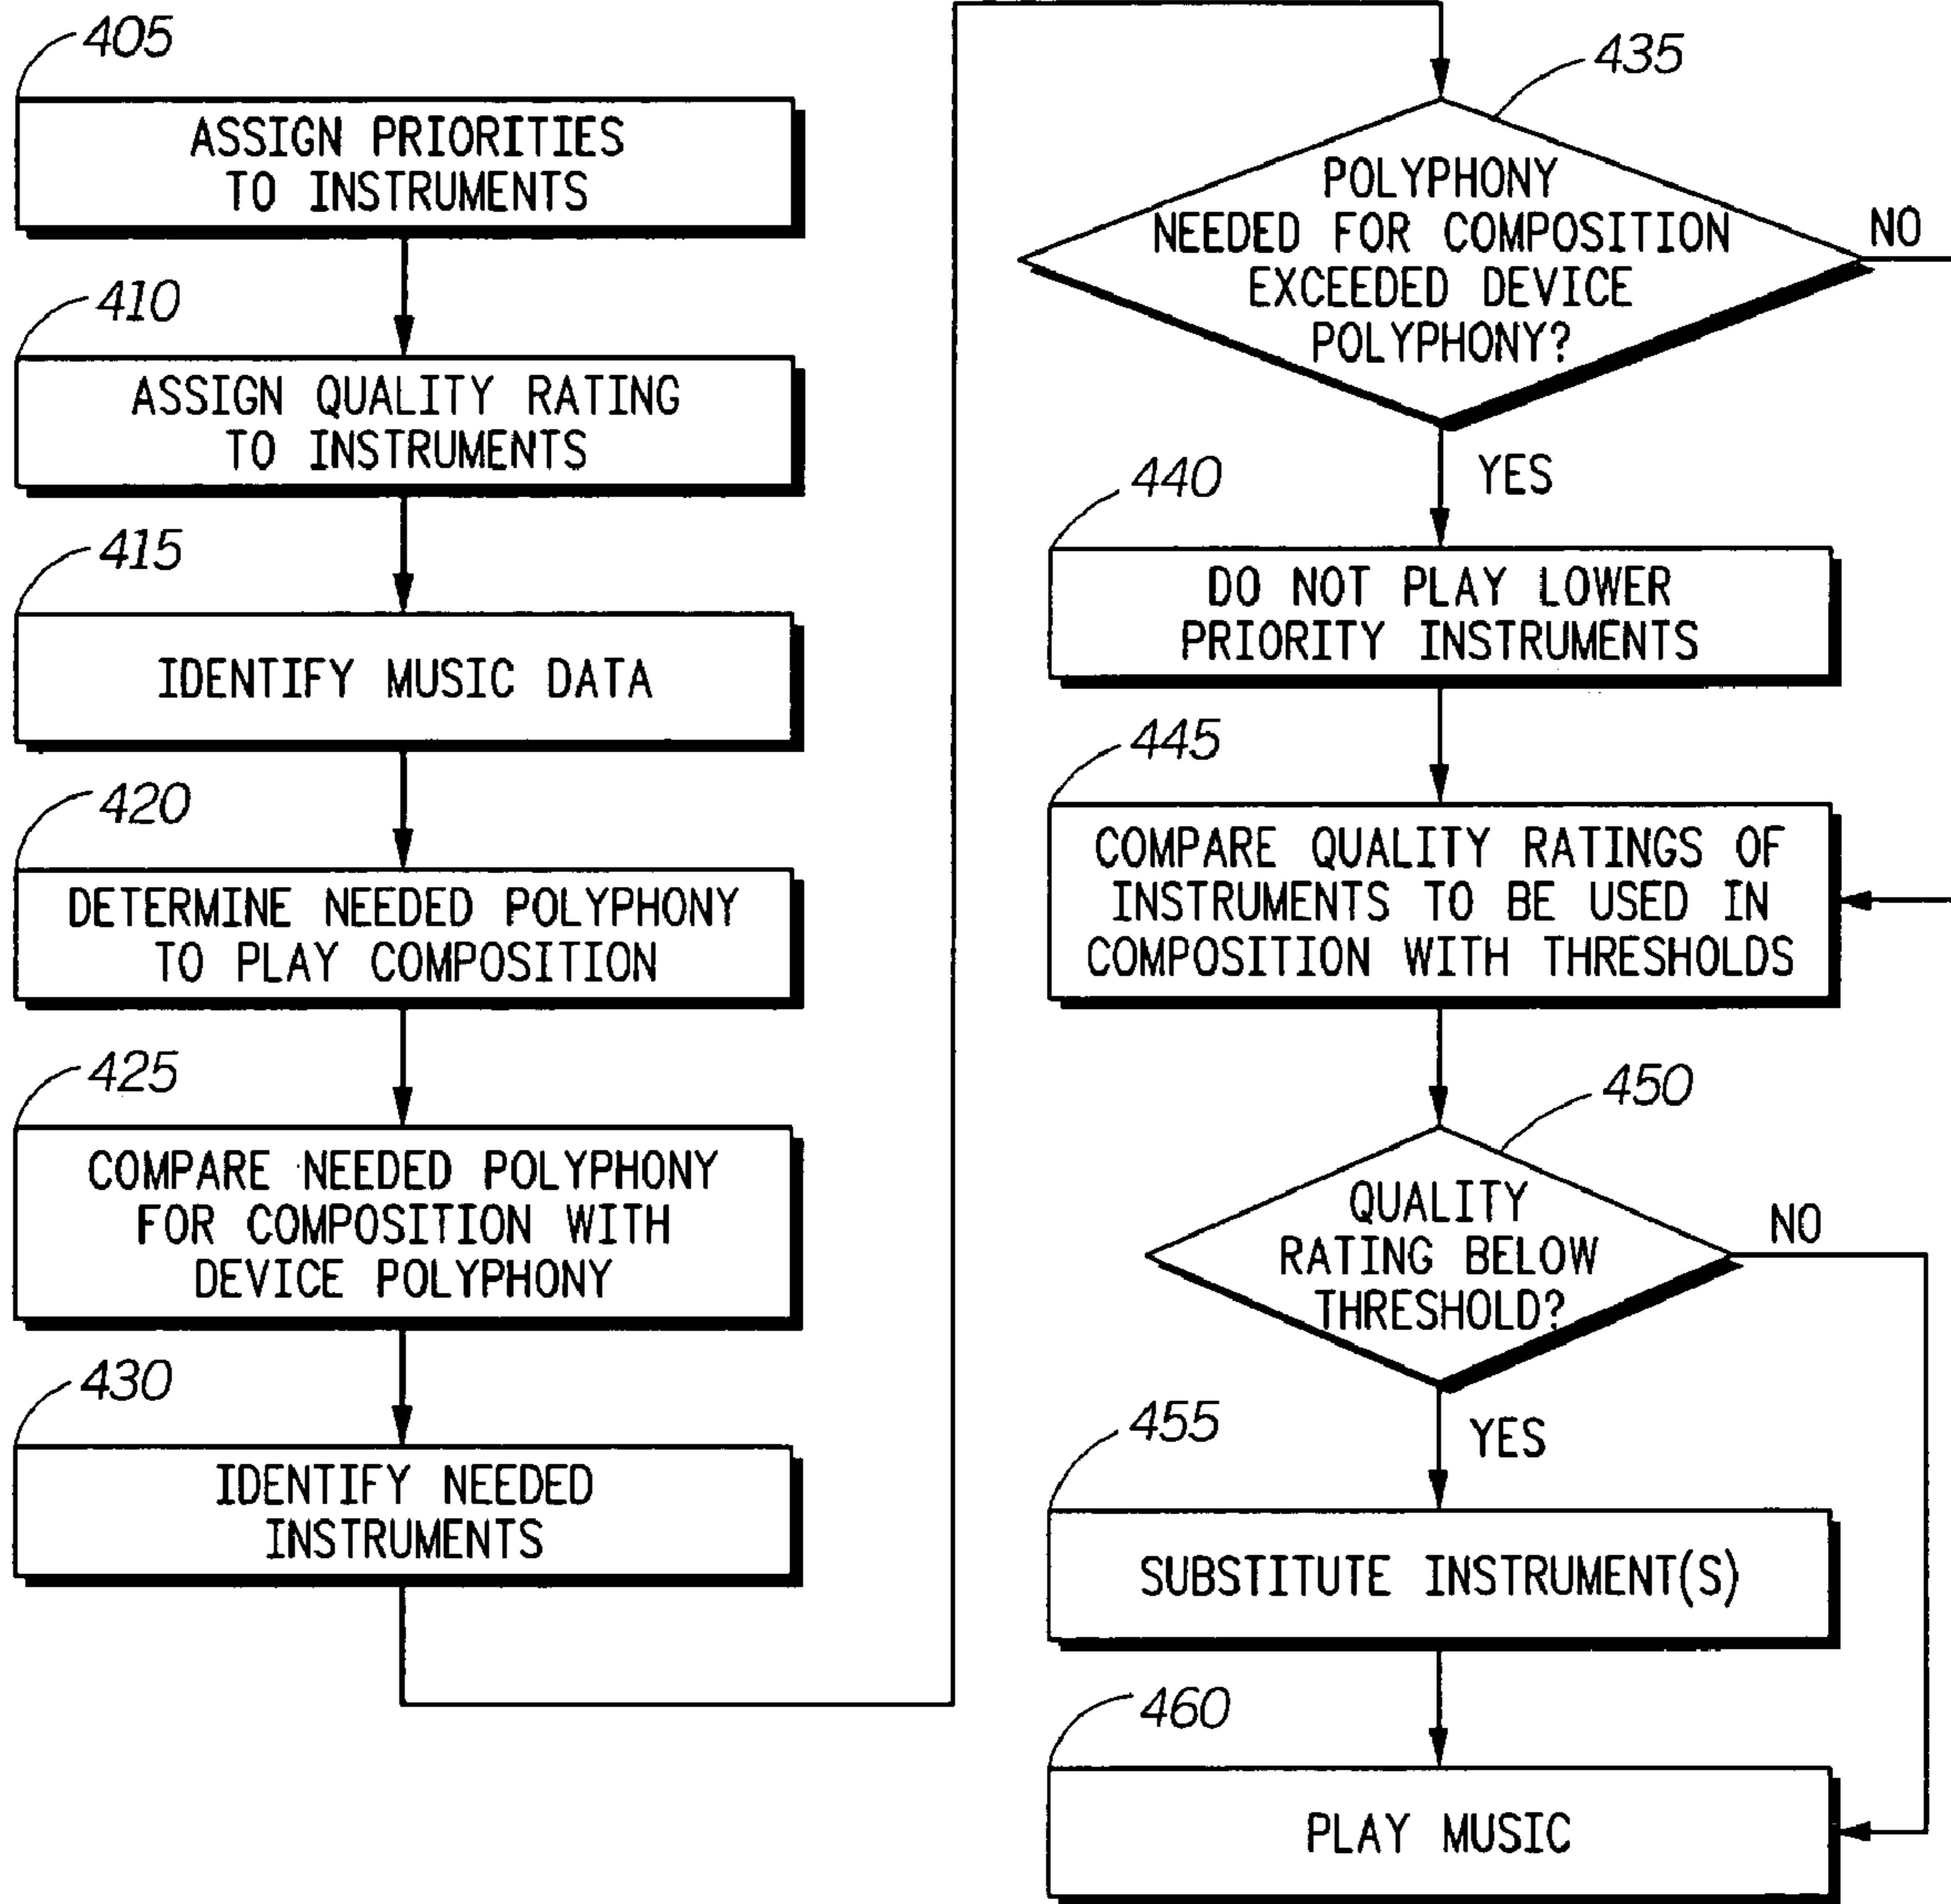 405
ASSIGN PRIORITIES
TO INSTRUMENTS
410
ASSIGN QUALITY RATING
TO INSTRUMENTS
415
IDENTIFY MUSIC DATA
420
DETERMINE NEEDED POLYPHONY
TO PLAY COMPOSITION
425
COMPARE NEEDED POLYPHONY
FOR COMPOSITION WITH
DEVICE POLYPHONY
430
IDENTIFY NEEDED
INSTRUMENTS
435
POLYPHONY
NEEDED FOR COMPOSITION
EXCEEDED DEVICE
POLYPHONY?
NO
YES
440
DO NOT PLAY LOWER
PRIORITY INSTRUMENTS
445
COMPARE QUALITY RATINGS OF
INSTRUMENTS TO BE USED IN
COMPOSITION WITH THRESHOLDS
450
QUALITY
RATING BELOW
THRESHOLD?
NO
YES
455
SUBSTITUTE INSTRUMENT(S)
460
PLAY MUSIC